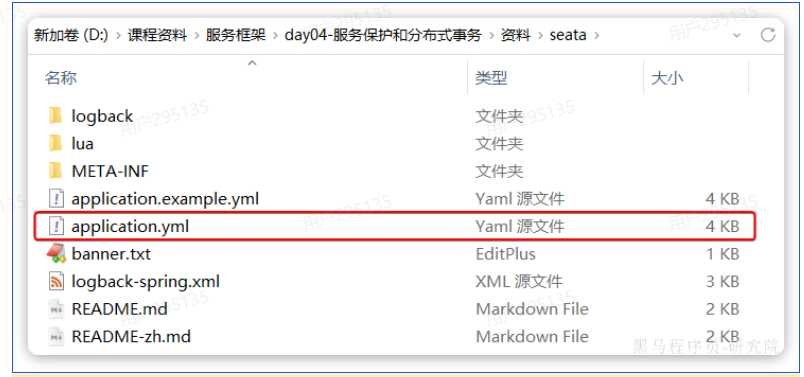 新加卷 (D:) › 课程资料 › 服务框架 › day04-服务保护和分布式事务 › 资料 › seata ›
名称 类型 大小
logback 文件夹
lua 文件夹
META-INF 文件夹
application.example.yml Yaml 源文件 4 KB
application.yml Yaml 源文件 4 KB
banner.txt EditPlus 1 KB
logback-spring.xml XML 源文件 3 KB
README.md Markdown File 2 KB
README-zh.md Markdown File 2 KB
黑马程序员-研究院
用户295135